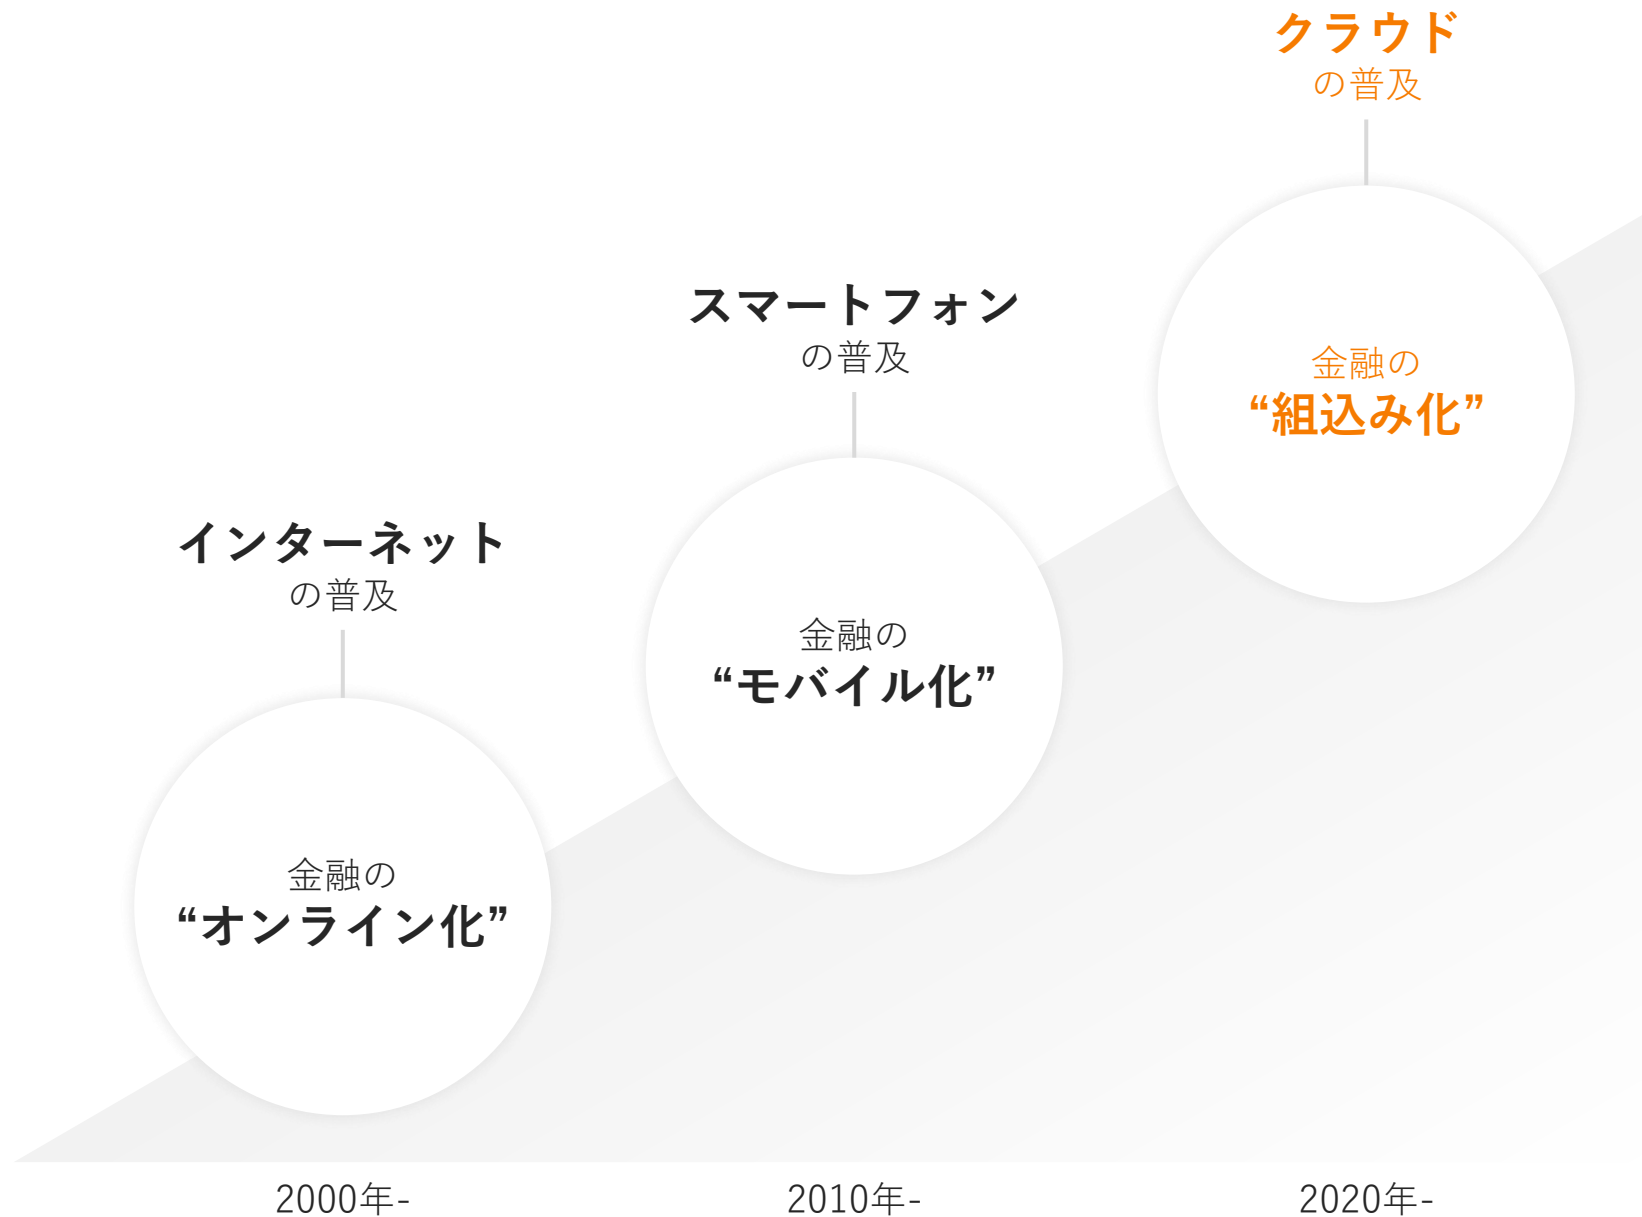 クラウド
の普及
金融の
“組込み化”
スマートフォン
の普及
金融の
“モバイル化”
インターネット
の普及
金融の
“オンライン化”
2000年-
2010年-
2020年-